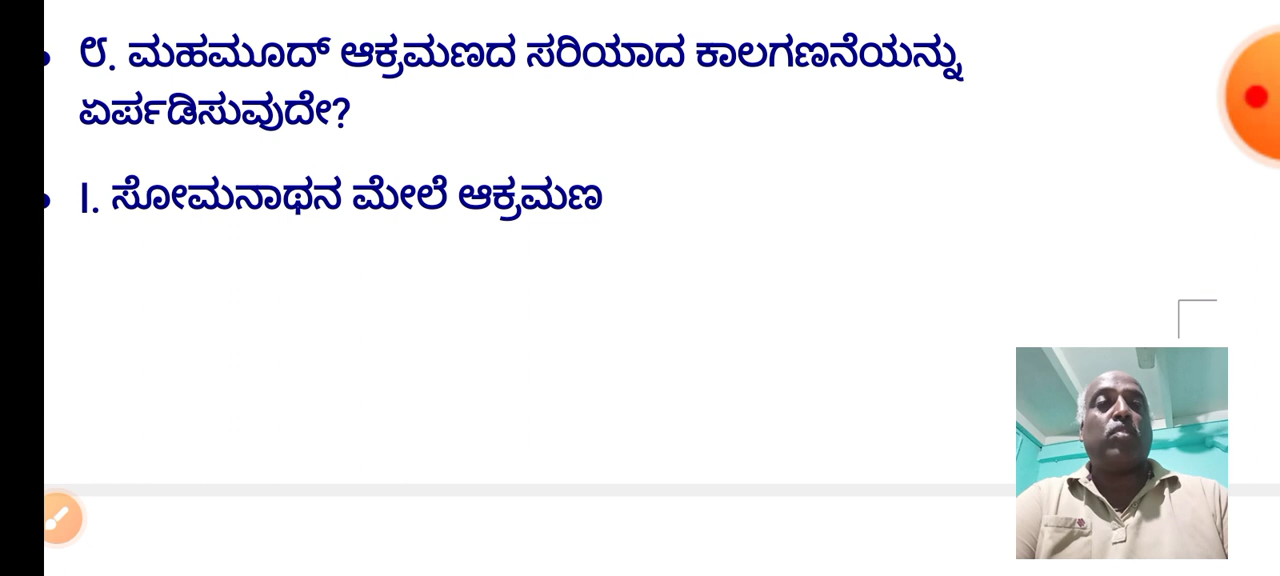 ೮. ಮಹಮೂದ್ ಆಕ್ರಮಣದ ಸರಿಯಾದ ಕಾಲಗಣನೆಯನ್ನು
ಏರ್ಪಡಿಸುವುದೇ?
I. ಸೋಮನಾಥನ ಮೇಲೆ ಆಕ್ರಮಣ